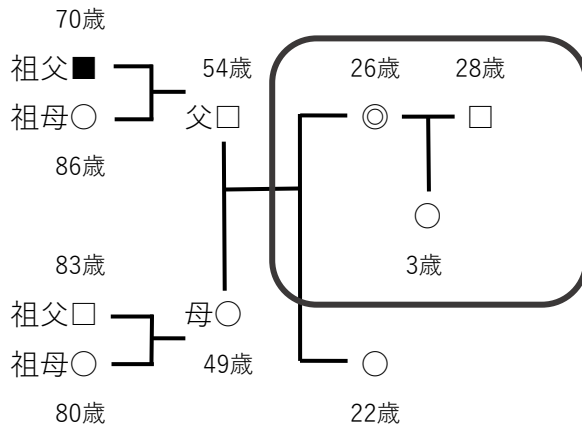 70歳
祖父■
祖母○
86歳
54歳
父□
26歳
28歳
◎
□
○
3歳
83歳
祖父□
祖母○
80歳
母○
49歳
○
22歳